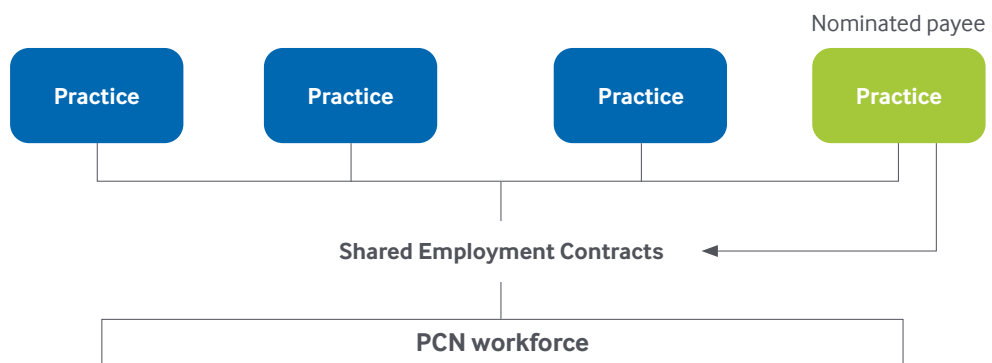 Nominated payee
Practice
Practice
Practice
Practice
Shared Employment Contracts
PCN workforce